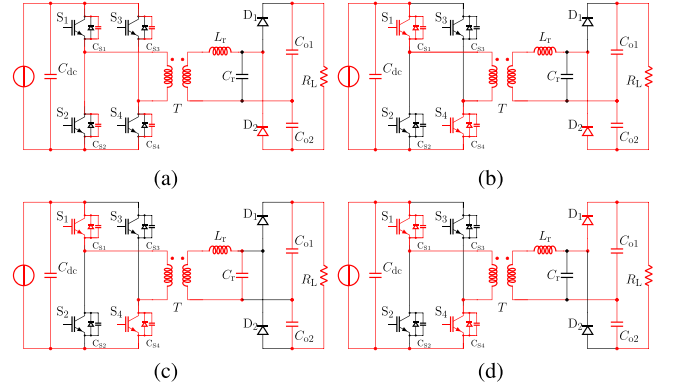 S1 S3 D1
CS1 CS3 Lr Co1
Cdc Cr RL
S2 S4 T D2 Co2
CS2 CS4
(a)
S1 S3 D1
CS1 CS3 Lr Co1
Cdc Cr RL
S2 S4 T D2 Co2
CS2 CS4
(b)
S1 S3 D1
CS1 CS3 Lr Co1
Cdc Cr RL
S2 S4 T D2 Co2
CS2 CS4
(c)
S1 S3 D1
CS1 CS3 Lr Co1
Cdc Cr RL
S2 S4 T D2 Co2
CS2 CS4
(d)